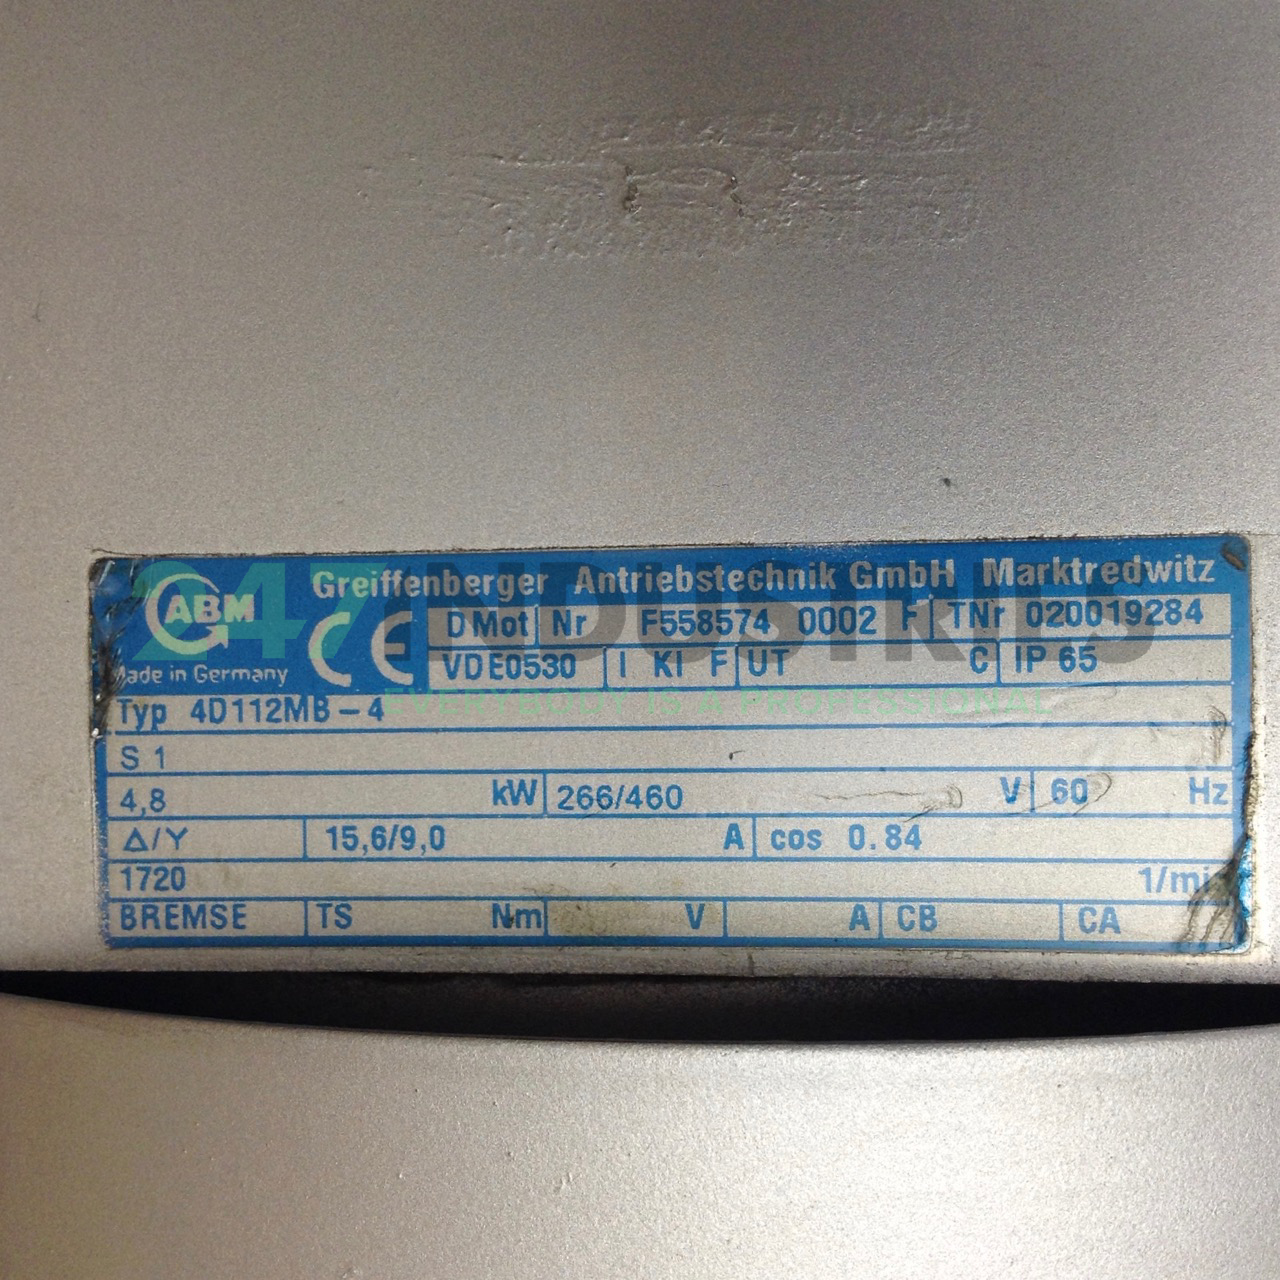 Greiffenberger Antriebstechnik GmbH Marktredwitz
ABM
Made in Germany
CE
D Mot Nr F558574 0002 F TNr 020019284
VDE0530 I KI F UT C IP 65
Typ 4D112MB-4
S 1
4,8 kW 266/460 V 60 Hz
Δ/Y 15,6/9,0 A cos 0.84
1720 1/mi
BREMSE TS Nm V A CB CA
247 INDUSTRIES
EVERYBODY IS A PROFESSIONAL